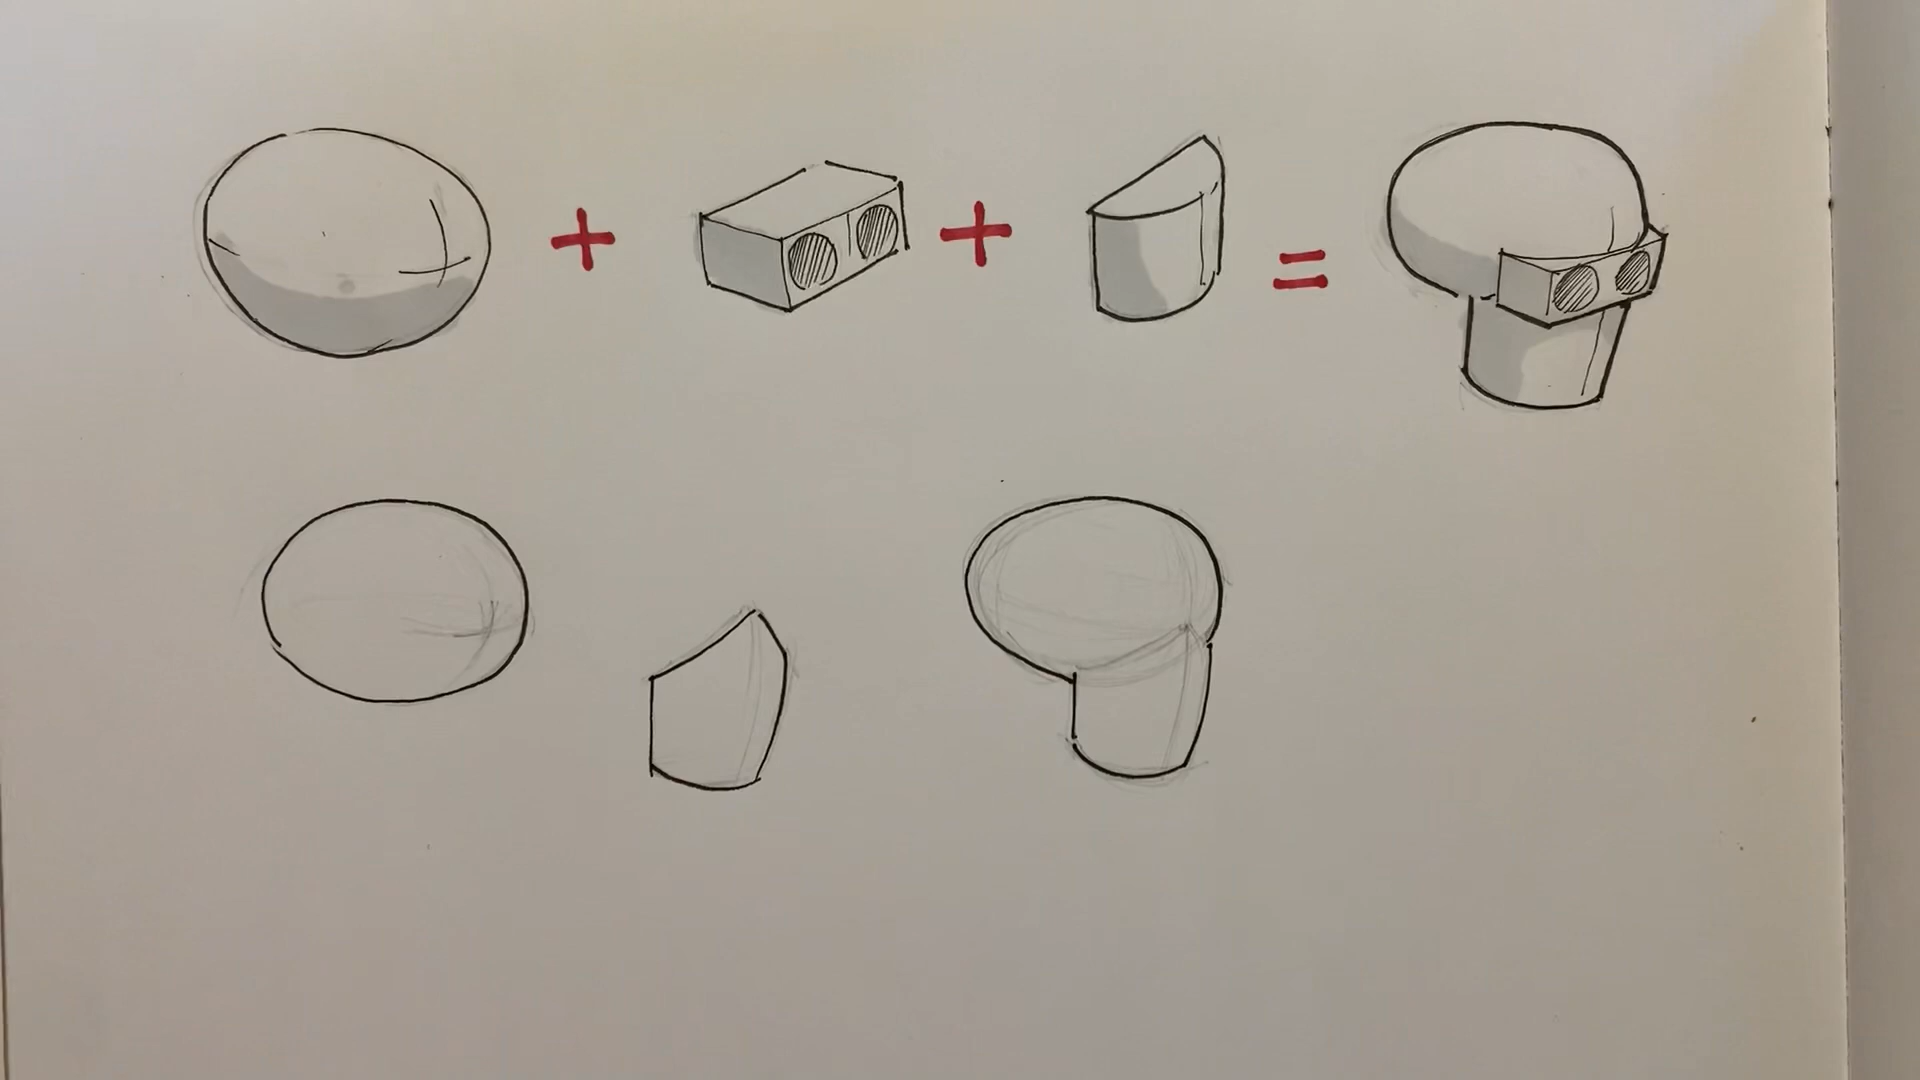 + + =